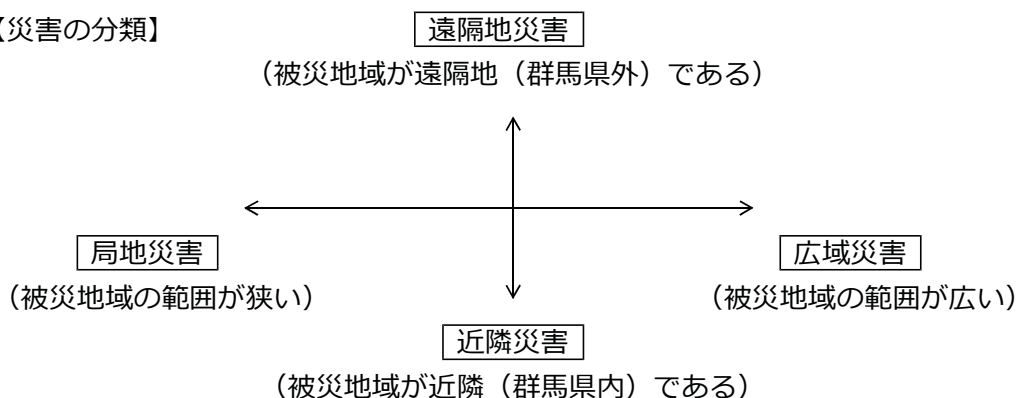 【災害の分類】
遠隔地災害
（被災地域が遠隔地（群馬県外）である）
局地災害
広域災害
（被災地域の範囲が狭い）
（被災地域の範囲が広い）
近隣災害
（被災地域が近隣（群馬県内）である）